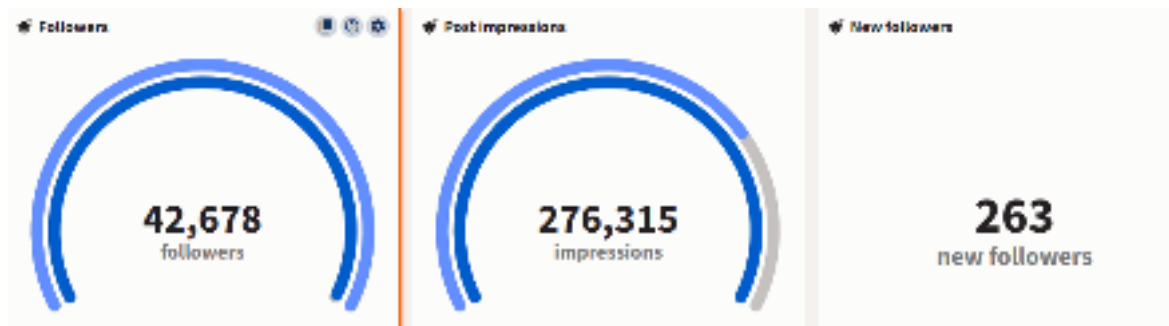 Followers
42,678
followers
Post impressions
276,315
impressions
New followers
263
new followers